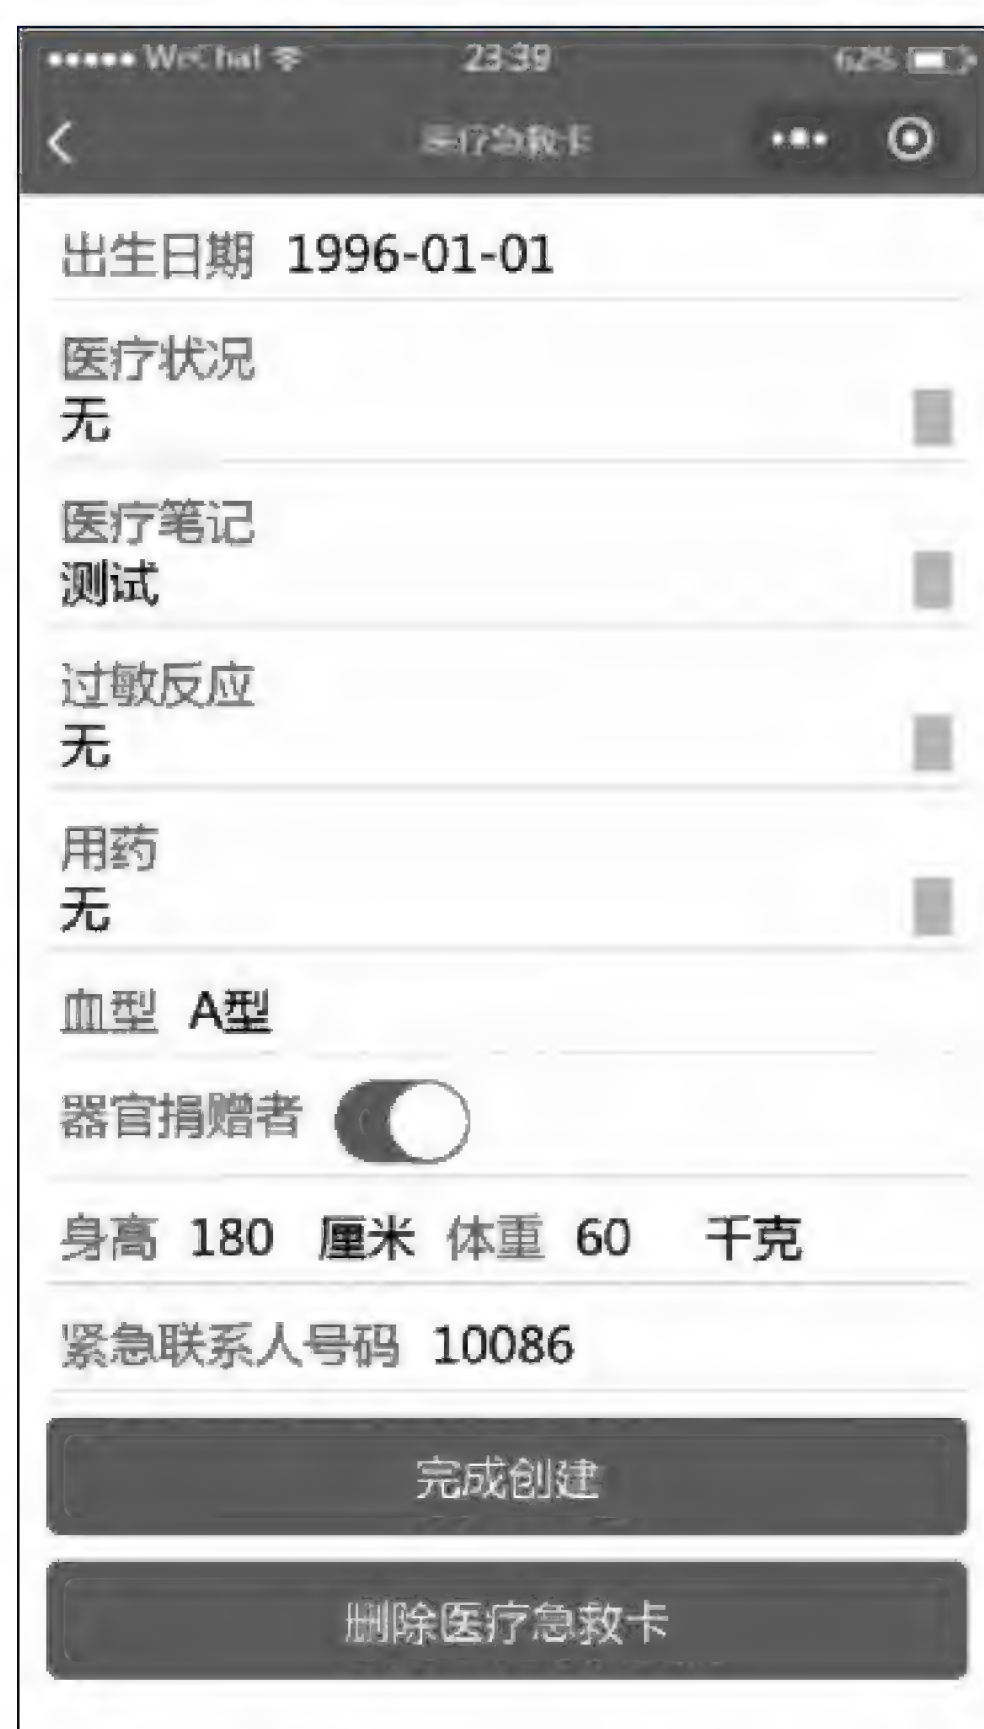 WeChat 23:39 62%
医疗急救卡
出生日期 1996-01-01
医疗状况
无
医疗笔记
测试
过敏反应
无
用药
无
血型 A型
器官捐赠者
身高 180 厘米 体重 60 千克
紧急联系人号码 10086
完成创建
删除医疗急救卡